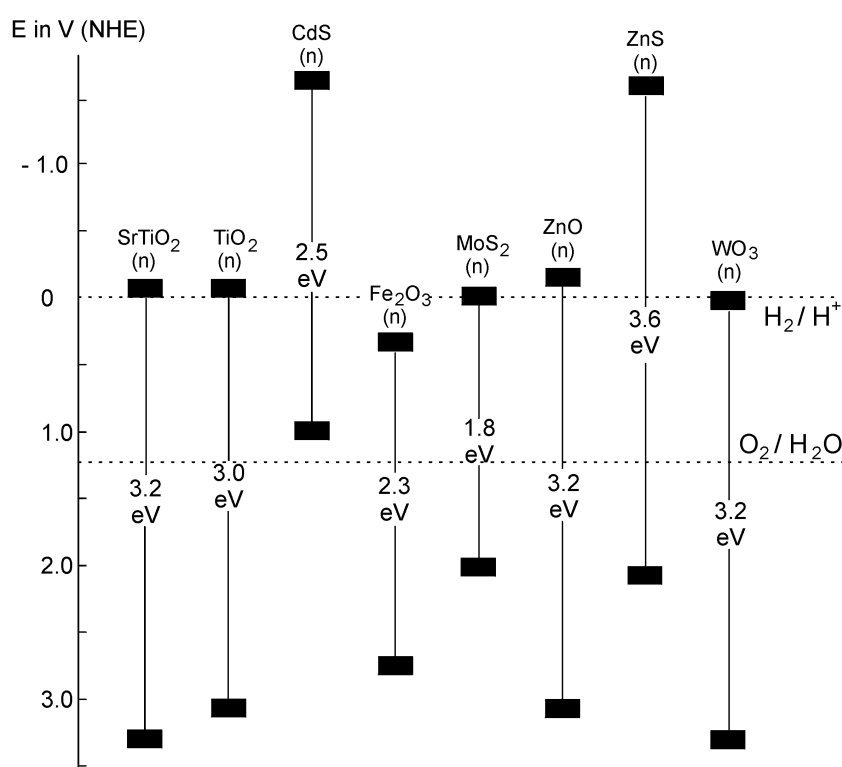 E in V (NHE)
CdS
(n)
ZnS
(n)
- 1.0
SrTiO2
(n)
TiO2
(n)
MoS2
(n)
ZnO
(n)
WO3
(n)
2.5
eV
0
Fe2O3
(n)
H2 / H+
3.6
eV
1.0
1.8
eV
O2 / H2O
3.2
eV
3.0
eV
2.3
eV
3.2
eV
3.2
eV
2.0
3.0